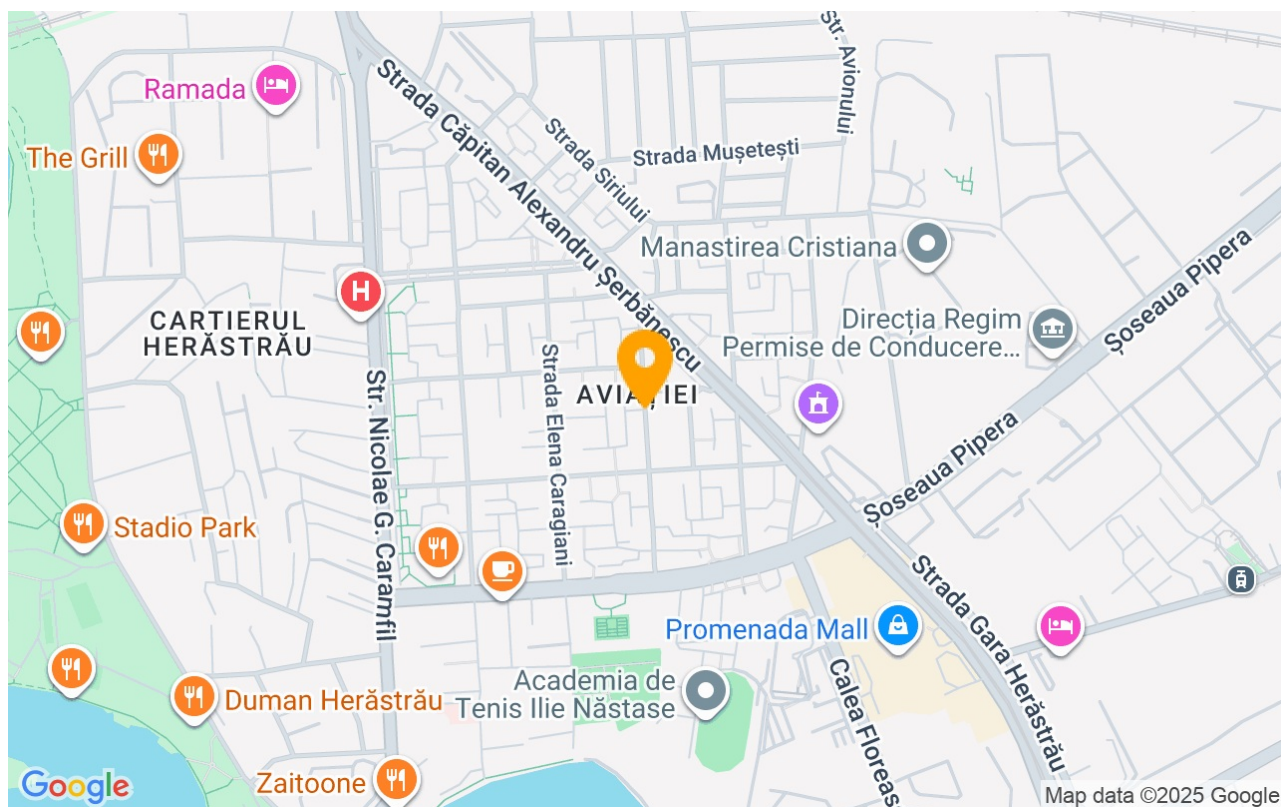 Ramada
The Grill
Strada Căpitan Alexandru Șerbănescu
Strada Siriului
Str. Avionului
Strada Mușetești
Manastirea Cristiana
Direcția Regim
Permise de Conducere...
Șoseaua Pipera
CARTIERUL
HERĂSTRĂU
H
Str. Nicolae G. Caramfil
Strada Elena Caragiani
AVIAȚIEI
Șoseaua Pipera
Stadio Park
Strada Gara Herăstrău
Promenada Mall
Calea Floreas
Academia de
Tenis Ilie Năstase
Duman Herăstrău
Zaitoone
Google
Map data ©2025 Google